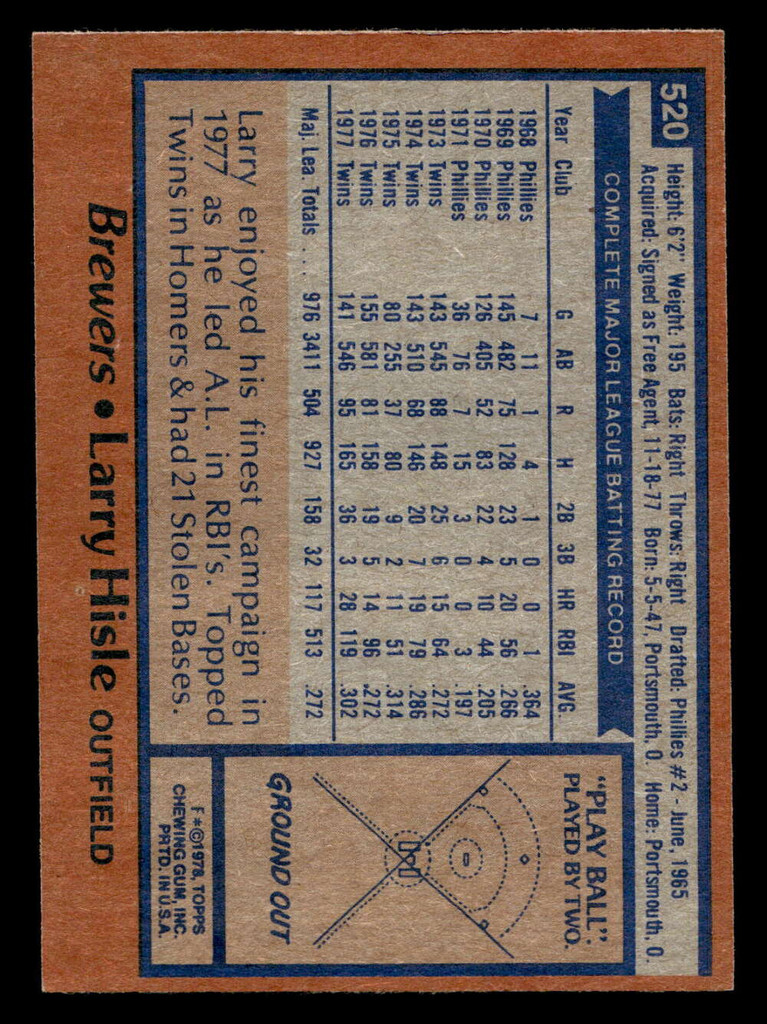 520
Height: 6'2" Weight: 195 Bats: Right Throws: Right Drafted: Phillies #2 - June, 1965
Acquired: Signed as Free Agent, 11-18-77 Born: 5-5-47, Portsmouth, O. Home: Portsmouth, O.
COMPLETE MAJOR LEAGUE BATTING RECORD
Year Club G AB R H 2B 3B HR RBI AVG.
1968 Phillies 7 11 1 4 1 0 0 1 .364
1969 Phillies 145 482 75 128 23 5 20 56 .266
1970 Phillies 126 405 52 83 22 4 10 44 .205
1971 Phillies 36 76 7 15 3 0 0 3 .197
1973 Twins 143 545 88 148 25 6 15 64 .272
1974 Twins 143 510 68 146 20 7 19 79 .286
1975 Twins 80 255 37 80 9 2 11 51 .314
1976 Twins 155 581 81 158 19 5 14 96 .272
1977 Twins 141 546 95 165 36 3 28 119 .302
Maj. Lea. Totals . . . 976 3411 504 927 158 32 117 513 .272
Larry enjoyed his finest campaign in
1977 as he led A.L. in RBI's. Topped
Twins in Homers & had 21 Stolen Bases.
"PLAY BALL":
PLAYED BY TWO.
GROUND OUT
F*©1978, TOPPS
CHEWING GUM, INC.
PRTD. IN U.S.A.
Brewers • Larry Hisle OUTFIELD